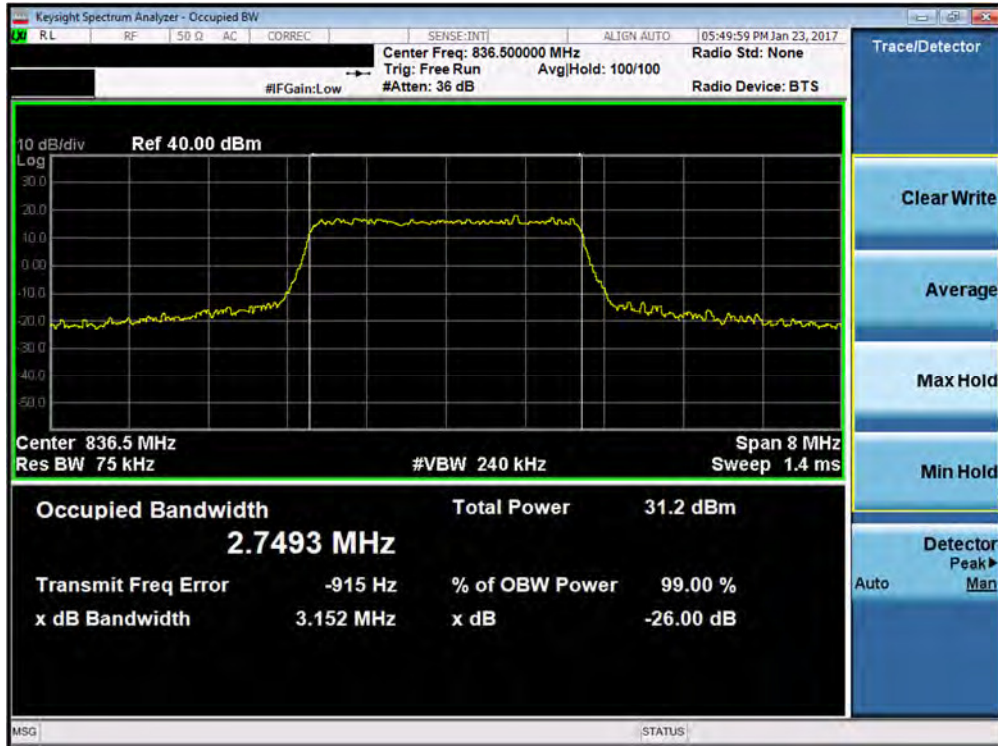 Keysight Spectrum Analyzer - Occupied BW
LXI RL RF 50 Ω AC CORREC SENSE:INT ALIGN AUTO 05:49:59 PM Jan 23, 2017
Center Freq: 836.500000 MHz Radio Std: None
Trig: Free Run Avg|Hold: 100/100
#IFGain:Low #Atten: 36 dB Radio Device: BTS
10 dB/div Ref 40.00 dBm
Log
30.0
20.0
10.0
0.00
-10.0
-20.0
-30.0
-40.0
-50.0
Center 836.5 MHz Span 8 MHz
Res BW 75 kHz #VBW 240 kHz Sweep 1.4 ms
Occupied Bandwidth Total Power 31.2 dBm
2.7493 MHz
Transmit Freq Error -915 Hz % of OBW Power 99.00 %
x dB Bandwidth 3.152 MHz x dB -26.00 dB
MSG STATUS
Trace/Detector
Clear Write
Average
Max Hold
Min Hold
Detector
Peak▶
Auto Man